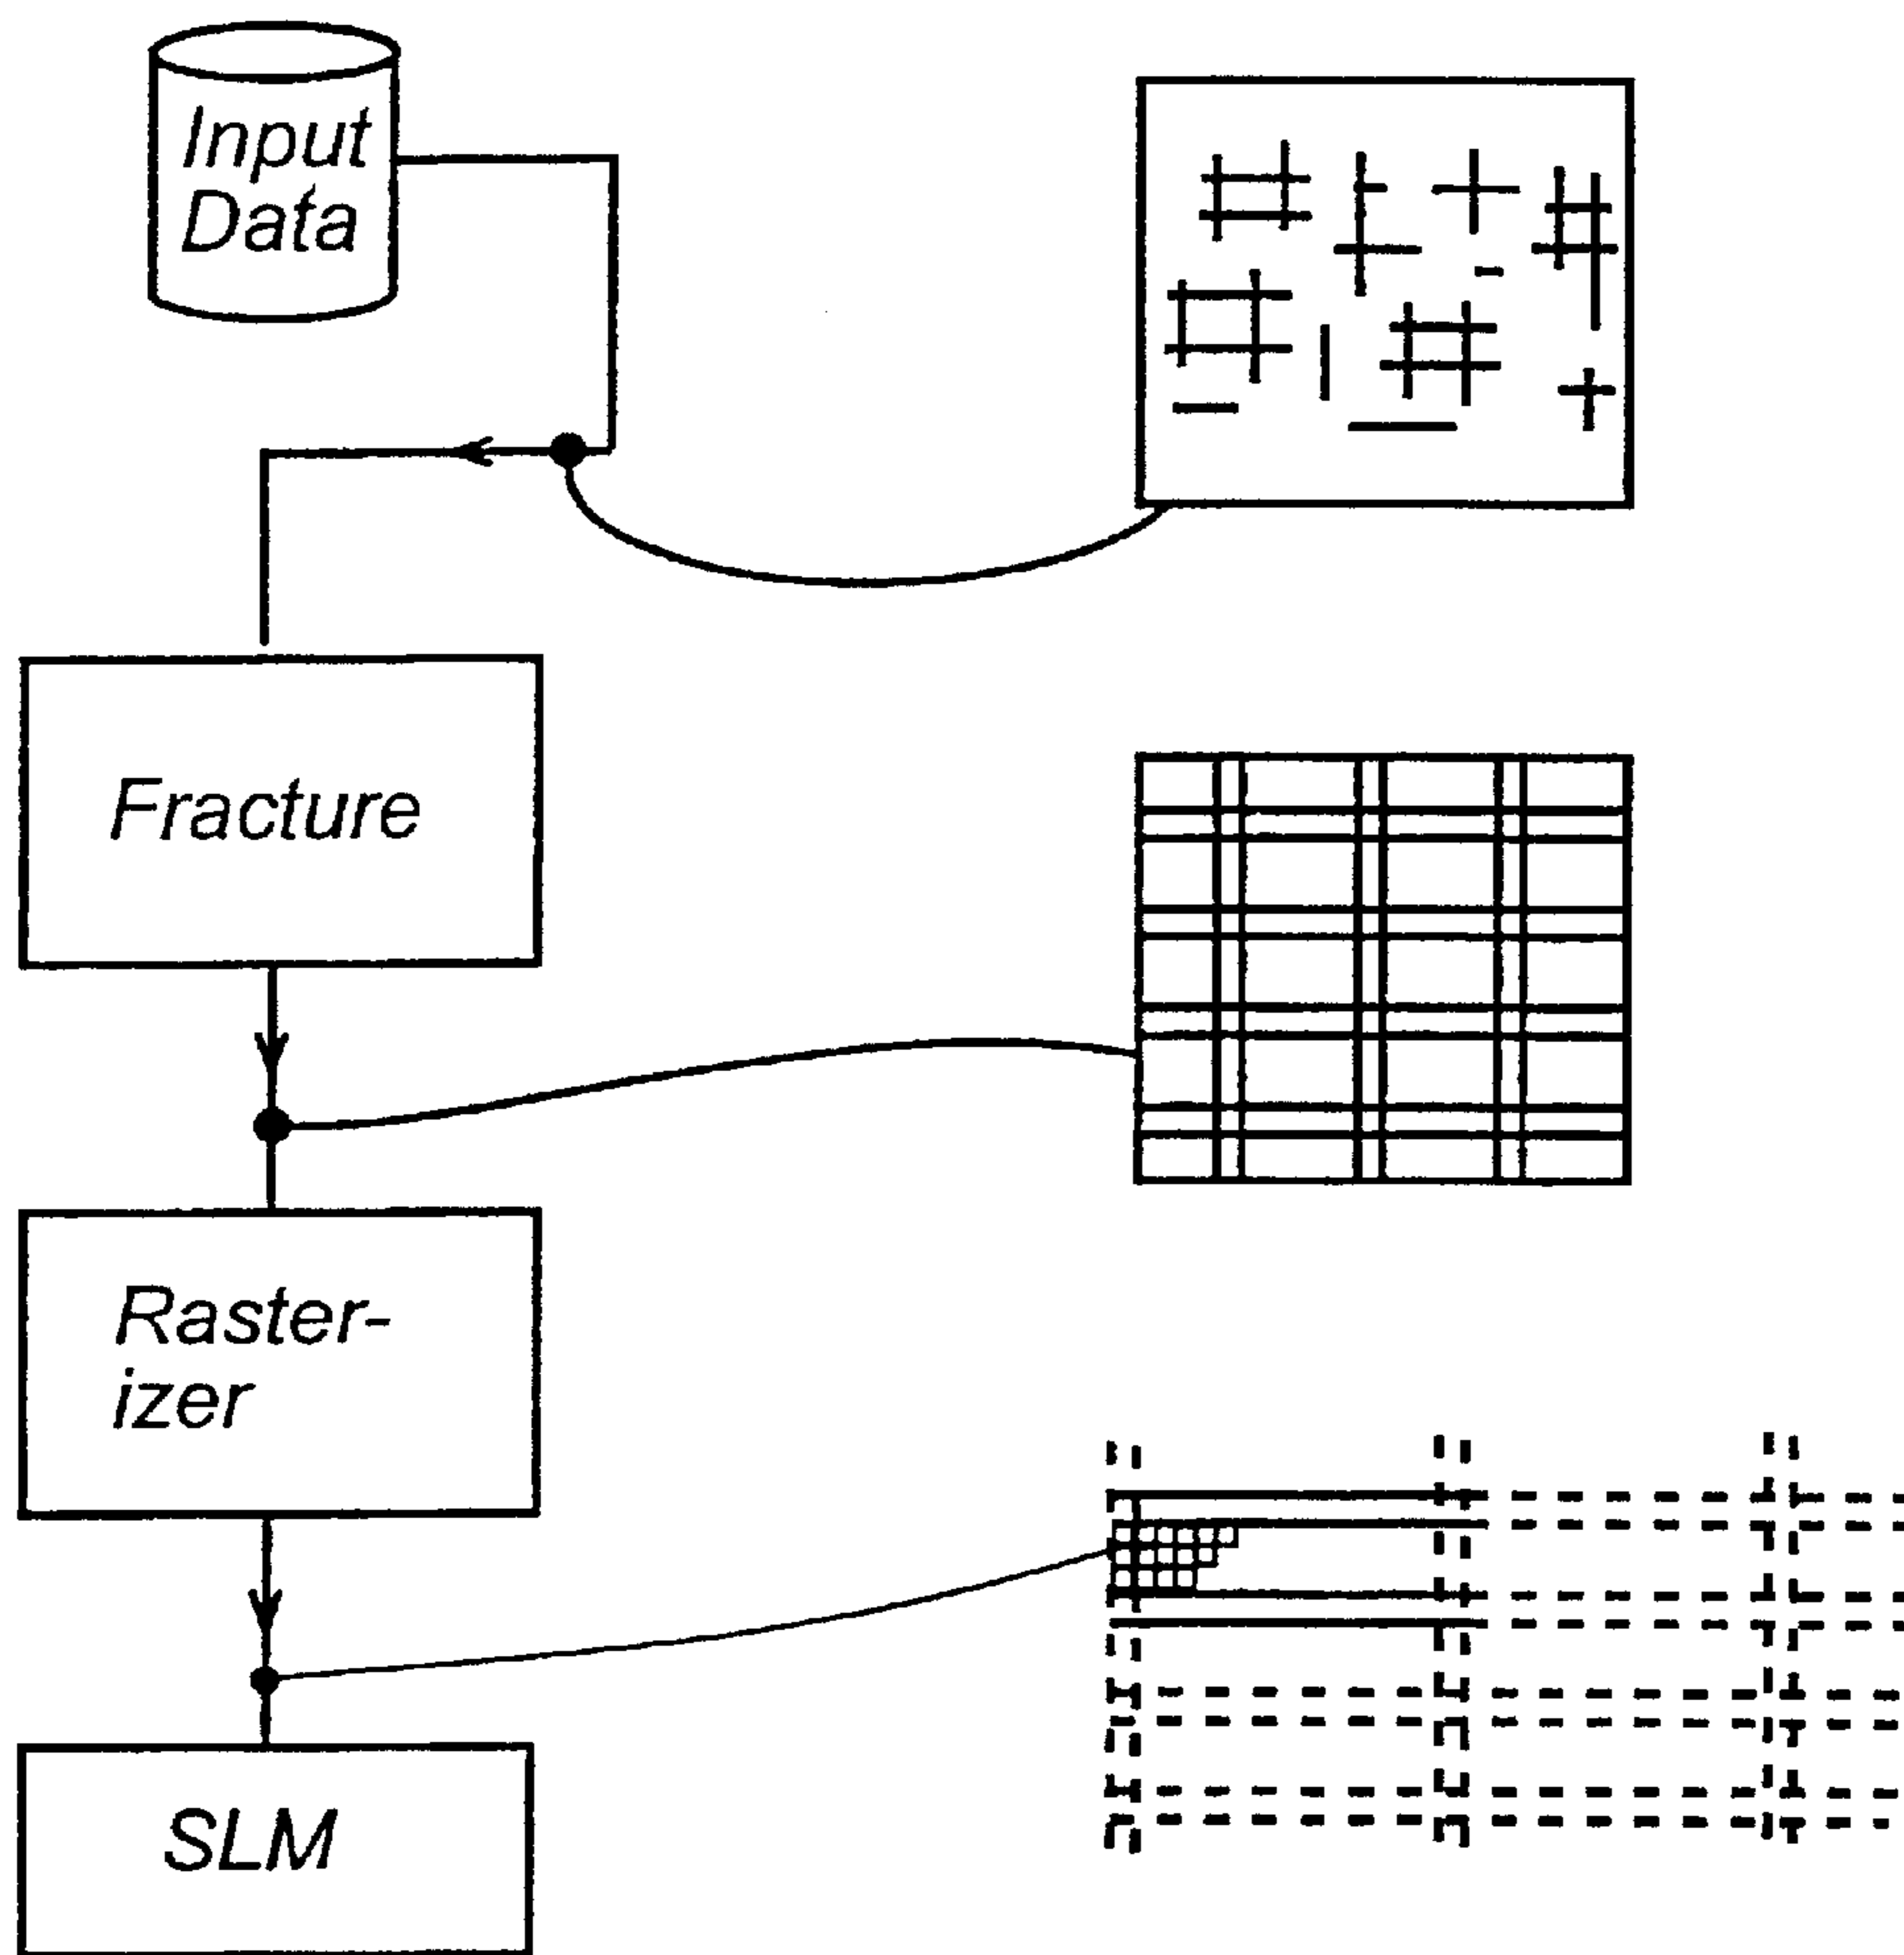 Input
Data
Fracture
Raster-
izer
SLM